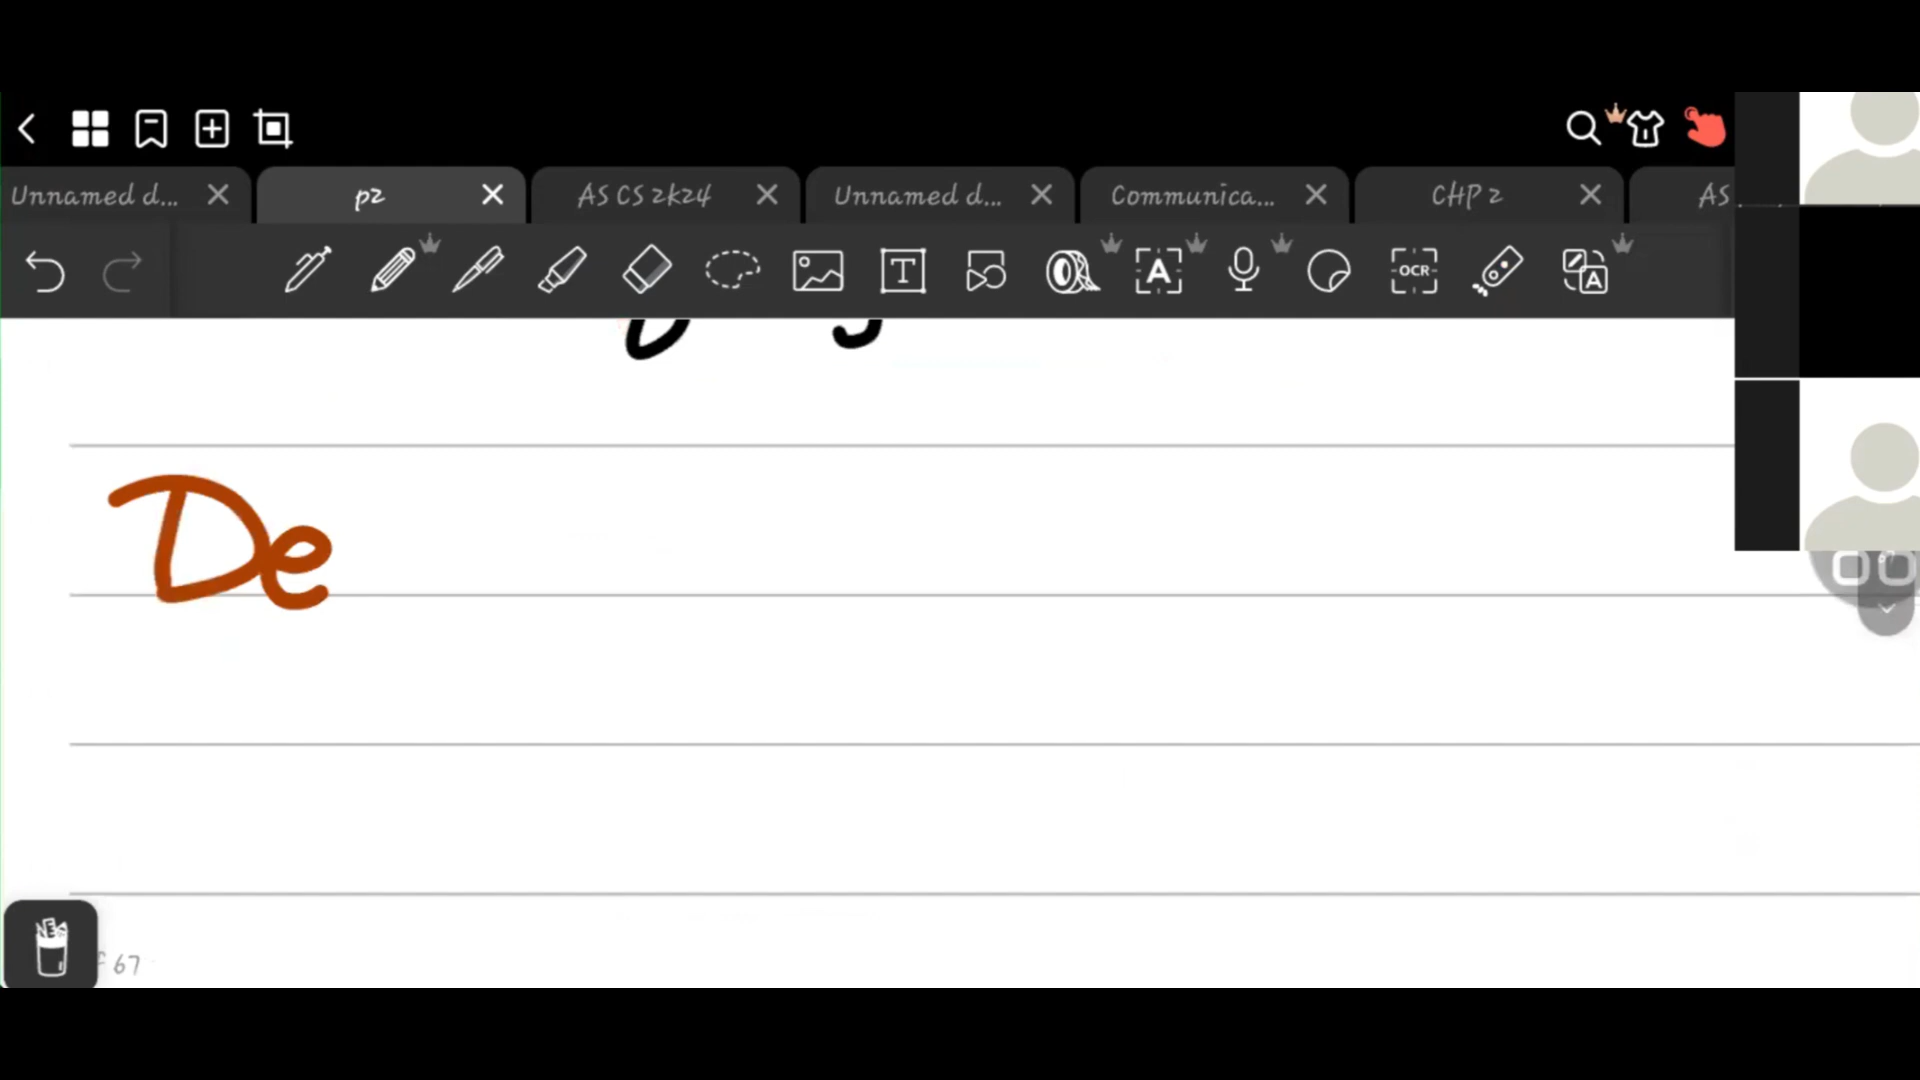 Unnamed d... p2 AS CS 2k24 Unnamed d... Communica... CHP 2 AS
T A OCR A
De
67